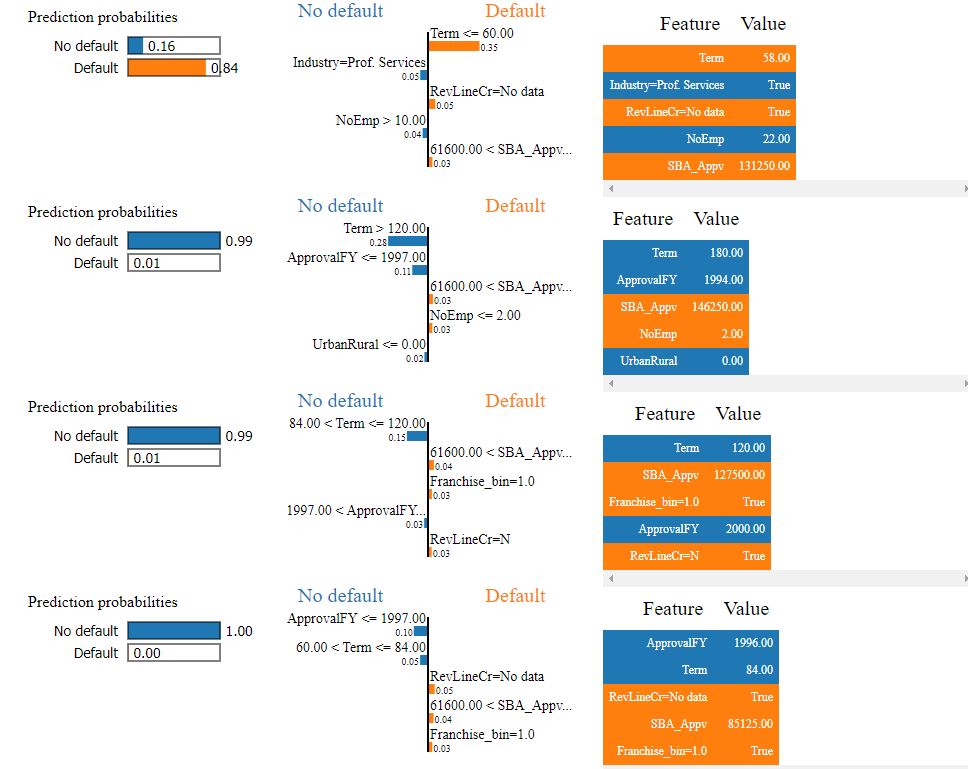 Prediction probabilities
No default 0.16
Default 0.84
No default Default
Term <= 60.00
0.35
Industry=Prof. Services
0.05
RevLineCr=No data
0.05
NoEmp > 10.00
0.04
61600.00 < SBA_Appv...
0.03
Feature Value
Term 58.00
Industry=Prof. Services True
RevLineCr=No data True
NoEmp 22.00
SBA_Appv 131250.00
Prediction probabilities
No default 0.99
Default 0.01
No default Default
Term > 120.00
0.28
ApprovalFY <= 1997.00
0.11
61600.00 < SBA_Appv...
0.03
NoEmp <= 2.00
0.03
UrbanRural <= 0.00
0.02
Feature Value
Term 180.00
ApprovalFY 1994.00
SBA_Appv 146250.00
NoEmp 2.00
UrbanRural 0.00
Prediction probabilities
No default 0.99
Default 0.01
No default Default
84.00 < Term <= 120.00
0.15
61600.00 < SBA_Appv...
0.04
Franchise_bin=1.0
0.03
1997.00 < ApprovalFY...
0.03
RevLineCr=N
0.03
Feature Value
Term 120.00
SBA_Appv 127500.00
Franchise_bin=1.0 True
ApprovalFY 2000.00
RevLineCr=N True
Prediction probabilities
No default 1.00
Default 0.00
No default Default
ApprovalFY <= 1997.00
0.10
60.00 < Term <= 84.00
0.05
RevLineCr=No data
0.05
61600.00 < SBA_Appv...
0.04
Franchise_bin=1.0
0.03
Feature Value
ApprovalFY 1996.00
Term 84.00
RevLineCr=No data True
SBA_Appv 85125.00
Franchise_bin=1.0 True